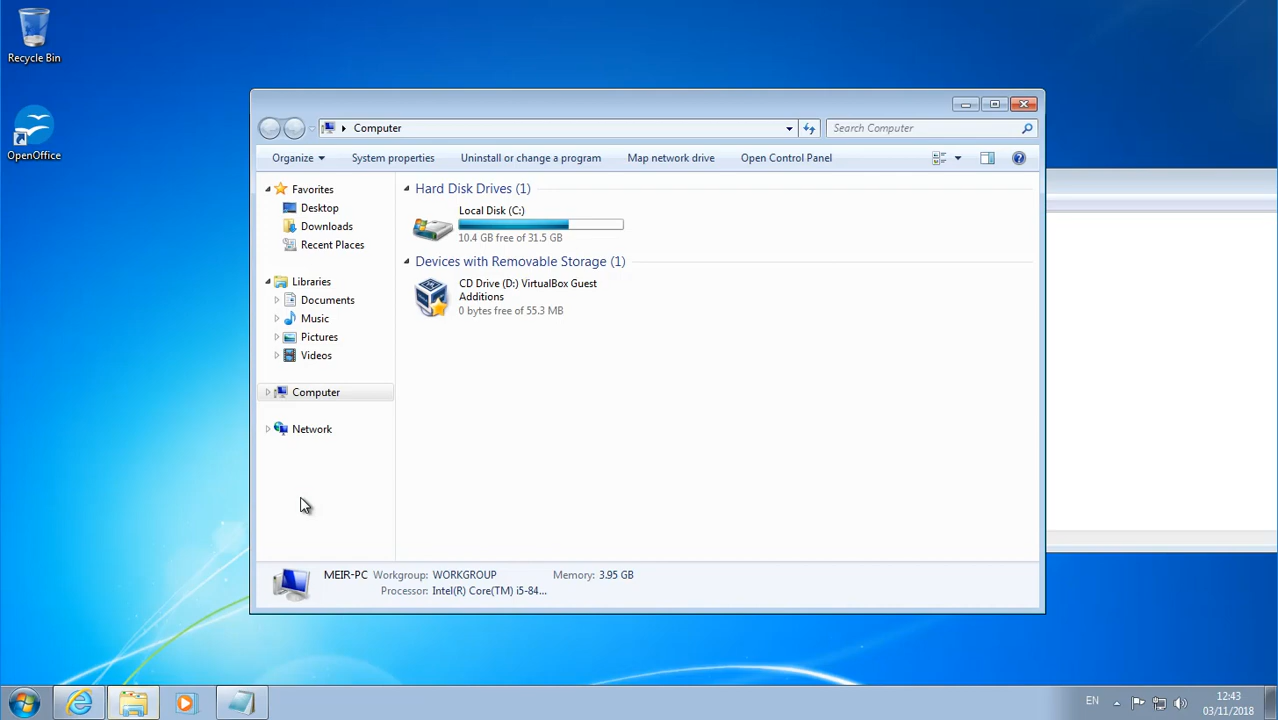 Recycle Bin
OpenOffice
Computer
Search Computer
Organize
System properties
Uninstall or change a program
Map network drive
Open Control Panel
Favorites
Desktop
Downloads
Recent Places
Libraries
Documents
Music
Pictures
Videos
Computer
Network
Hard Disk Drives (1)
Local Disk (C:)
10.4 GB free of 31.5 GB
Devices with Removable Storage (1)
CD Drive (D:) VirtualBox Guest
Additions
0 bytes free of 55.3 MB
MEIR-PC Workgroup: WORKGROUP Memory: 3.95 GB
Processor: Intel(R) Core(TM) i5-84...
EN
12:43
03/11/2018